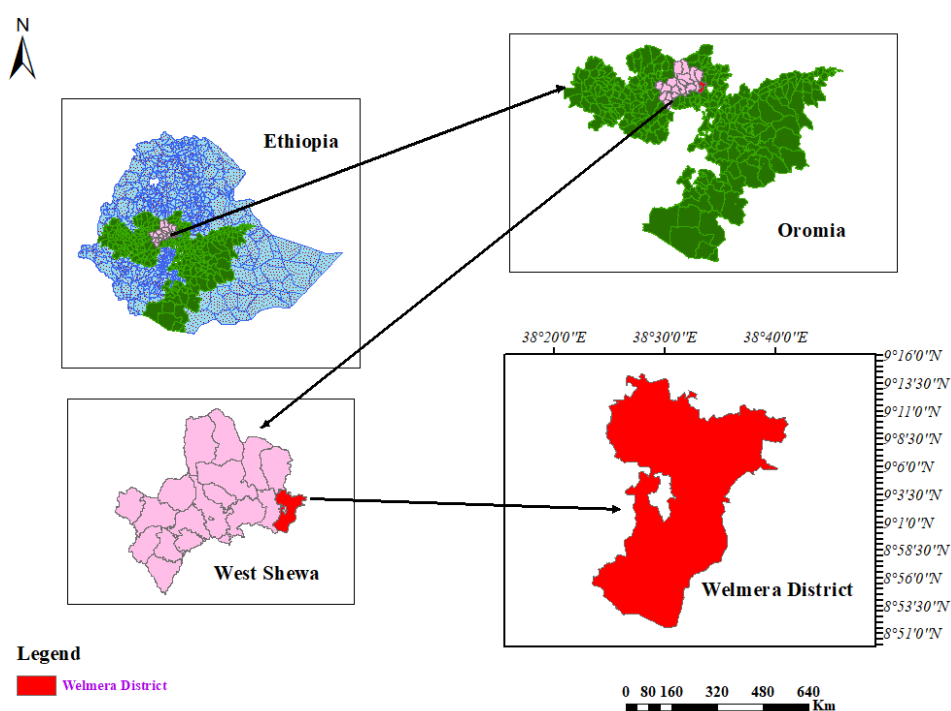 N
Ethiopia
Oromia
38°20'0"E 38°30'0"E 38°40'0"E
9°16'0"N
9°13'30"N
9°11'0"N
9°8'30"N
9°6'0"N
9°3'30"N
9°1'0"N
8°58'30"N
8°56'0"N
8°53'30"N
8°51'0"N
West Shewa
Welmera District
Legend
Welmera District
0 80 160 320 480 640
Km